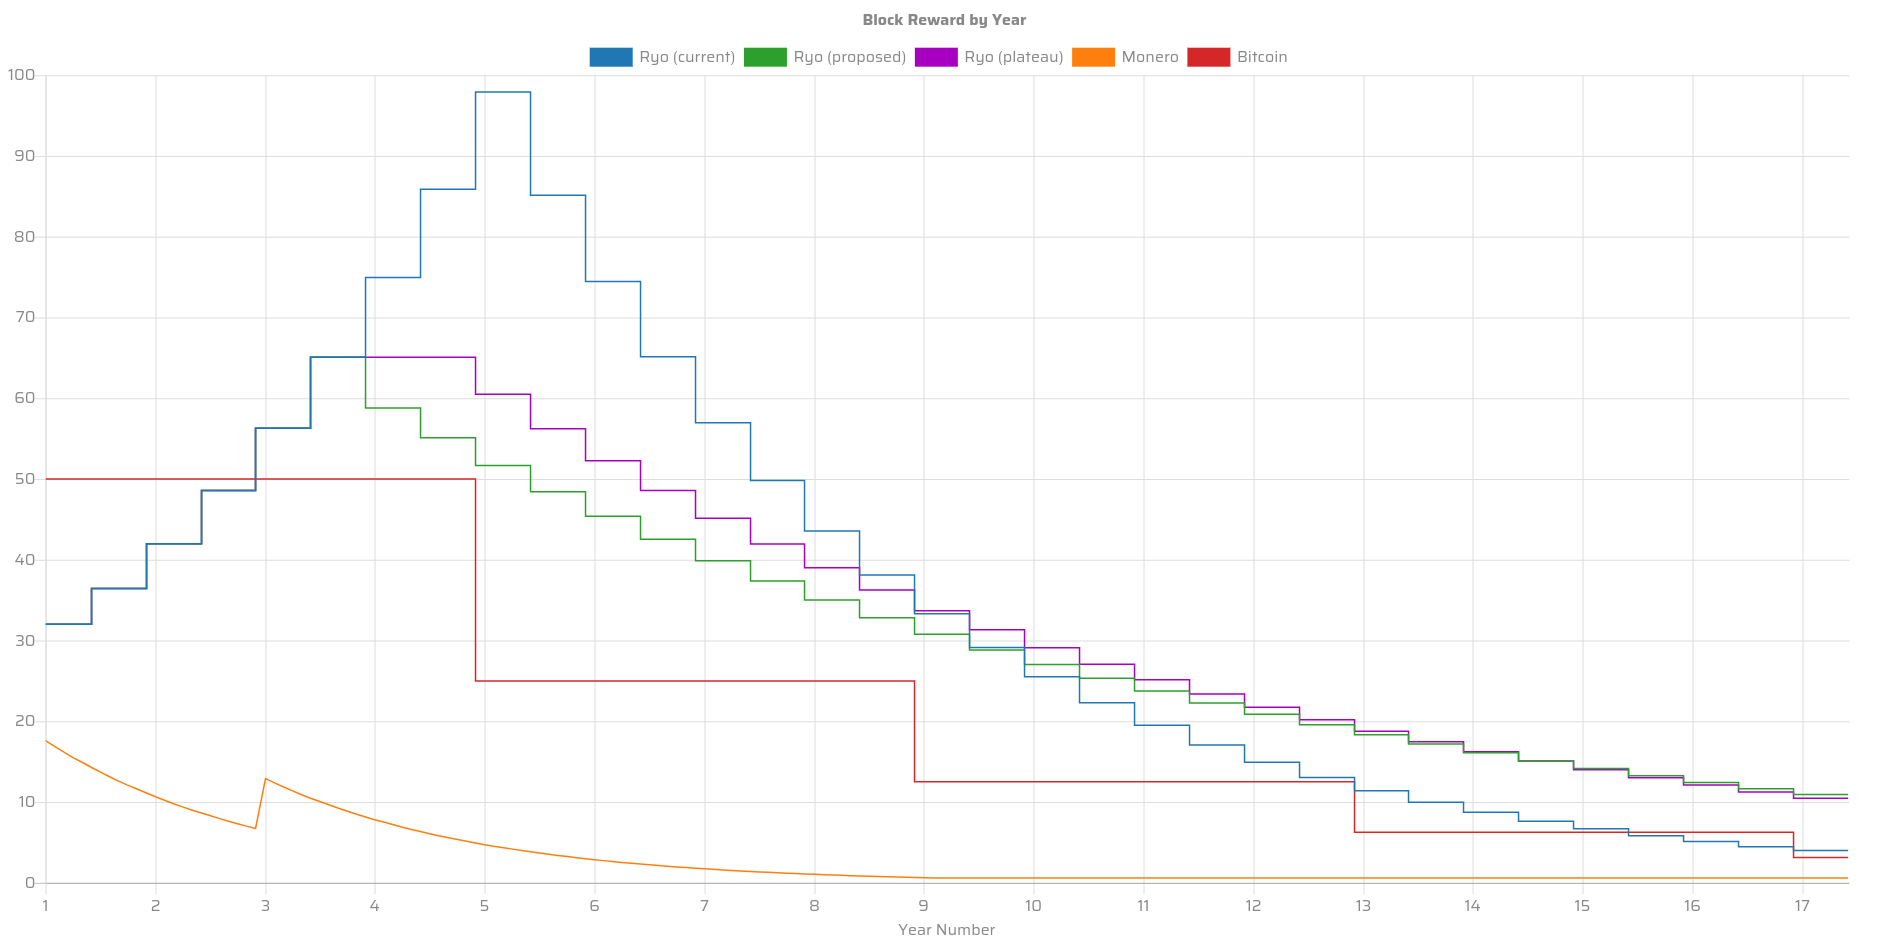 Block Reward by Year
Ryo (current) Ryo (proposed) Ryo (plateau) Monero Bitcoin
100
90
80
70
60
50
40
30
20
10
0
1 2 3 4 5 6 7 8 9 10 11 12 13 14 15 16 17
Year Number